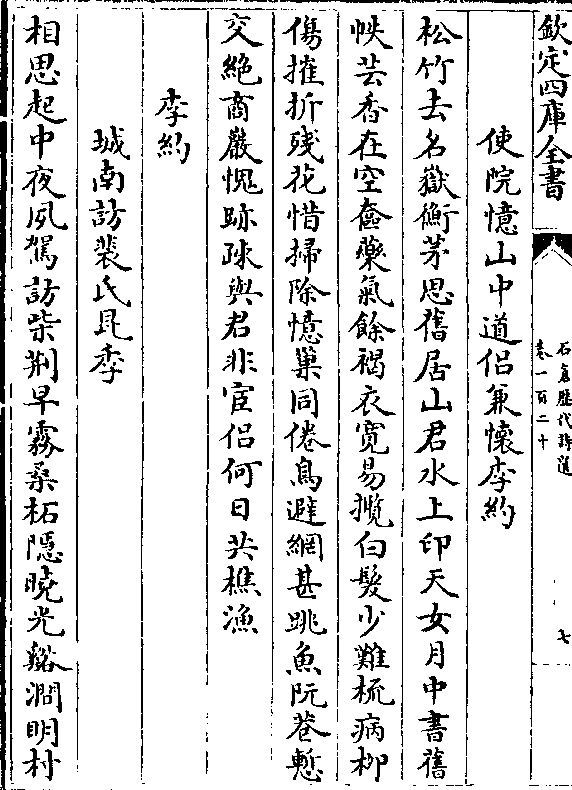 欽定四庫全書
石倉歷代詩選
卷一百二十
七
使院憶山中道侶兼懷李約
松竹去名嶽衡茅思舊居山君水上印天女月中書舊
帙芸香在空奩藥氣餘褐衣寛易攬白髮少難梳病柳
傷摧折殘花惜掃除憶巢同倦鳥避網甚跳魚阮巷慙
交絶商巖愧跡疎與君非宦侶何日共樵漁
李約
城南訪裴氏昆季
相思起中夜夙駕訪柴荆早霧桑柘隱曉光谿澗明村